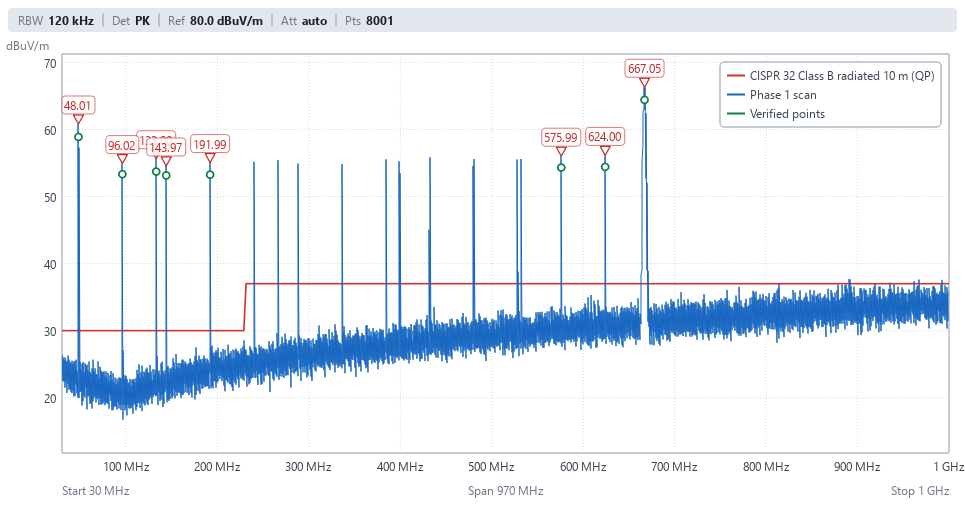 RBW 120 kHz | Det PK | Ref 80.0 dBuV/m | Att auto | Pts 8001
dBuV/m
70
60
50
40
30
20
667.05
48.01
96.02
143.97
191.99
575.99
624.00
CISPR 32 Class B radiated 10 m (QP)
Phase 1 scan
Verified points
100 MHz 200 MHz 300 MHz 400 MHz 500 MHz 600 MHz 700 MHz 800 MHz 900 MHz 1 GHz
Start 30 MHz Span 970 MHz Stop 1 GHz